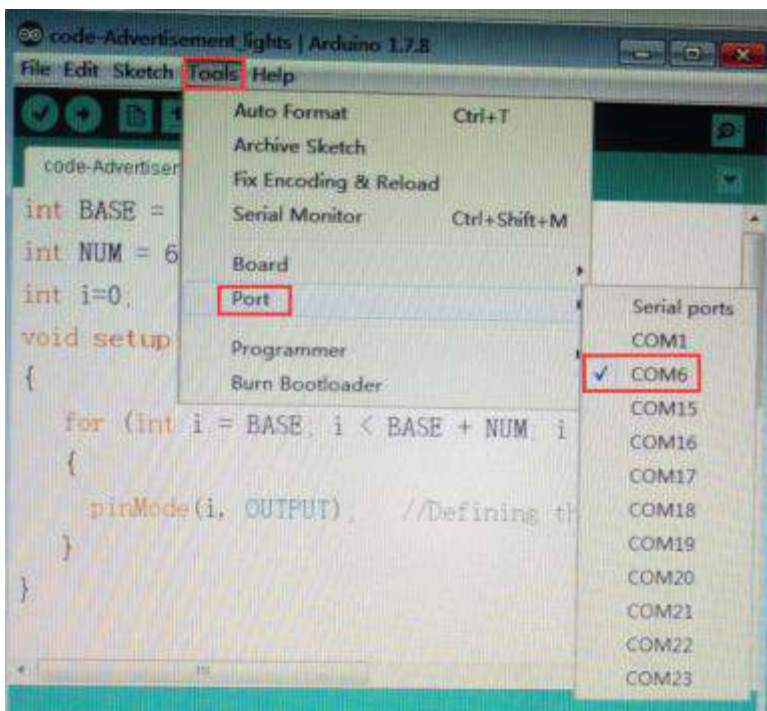 code-Advertisement_lights | Arduino 1.7.8
File Edit Sketch Tools Help
Auto Format Ctrl+T
Archive Sketch
Fix Encoding & Reload
Serial Monitor Ctrl+Shift+M
Board
Port
Programmer
Burn Bootloader
Serial ports
COM1
✓ COM6
COM15
COM16
COM17
COM18
COM19
COM20
COM21
COM22
COM23
code-Advertisem
int BASE =
int NUM = 6
int i=0;
void setup
{
for (int i = BASE; i < BASE + NUM; i
{
pinMode(i, OUTPUT); //Defining th
}
}